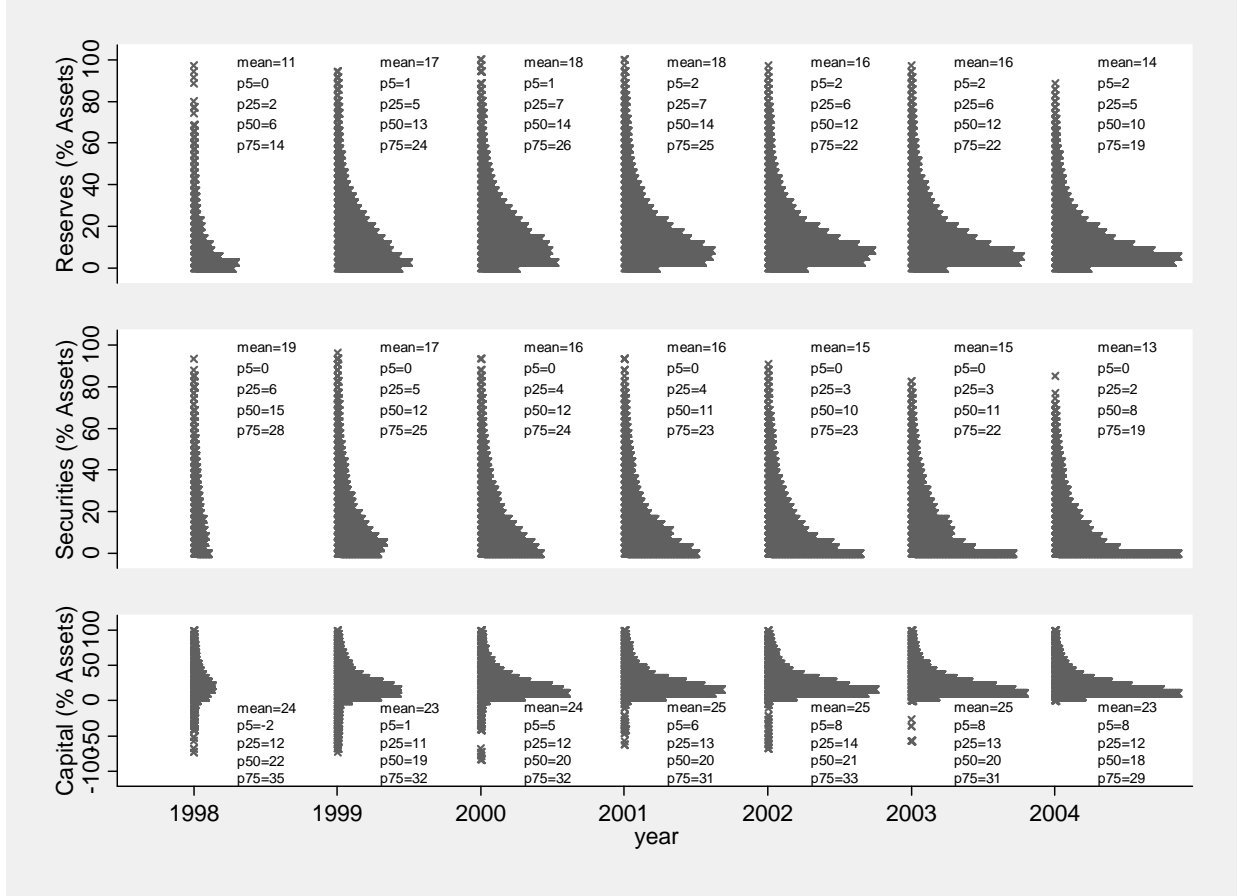 Reserves (% Assets)
100
80
60
40
20
0
mean=11
p5=0
p25=2
p50=6
p75=14
mean=17
p5=1
p25=5
p50=13
p75=24
mean=18
p5=1
p25=7
p50=14
p75=26
mean=18
p5=2
p25=7
p50=14
p75=25
mean=16
p5=2
p25=6
p50=12
p75=22
mean=16
p5=2
p25=6
p50=12
p75=22
mean=14
p5=2
p25=5
p50=10
p75=19
Securities (% Assets)
100
80
60
40
20
0
mean=19
p5=0
p25=6
p50=15
p75=28
mean=17
p5=0
p25=5
p50=12
p75=25
mean=16
p5=0
p25=4
p50=12
p75=24
mean=16
p5=0
p25=4
p50=11
p75=23
mean=15
p5=0
p25=3
p50=10
p75=23
mean=15
p5=0
p25=3
p50=11
p75=22
mean=13
p5=0
p25=2
p50=8
p75=19
Capital (% Assets)
100
50
0
-50
-100
mean=24
p5=-2
p25=12
p50=22
p75=35
mean=23
p5=1
p25=11
p50=19
p75=32
mean=24
p5=5
p25=12
p50=20
p75=32
mean=25
p5=6
p25=13
p50=20
p75=31
mean=25
p5=8
p25=14
p50=21
p75=33
mean=25
p5=8
p25=13
p50=20
p75=31
mean=23
p5=8
p25=12
p50=18
p75=29
1998 1999 2000 2001 2002 2003 2004
year